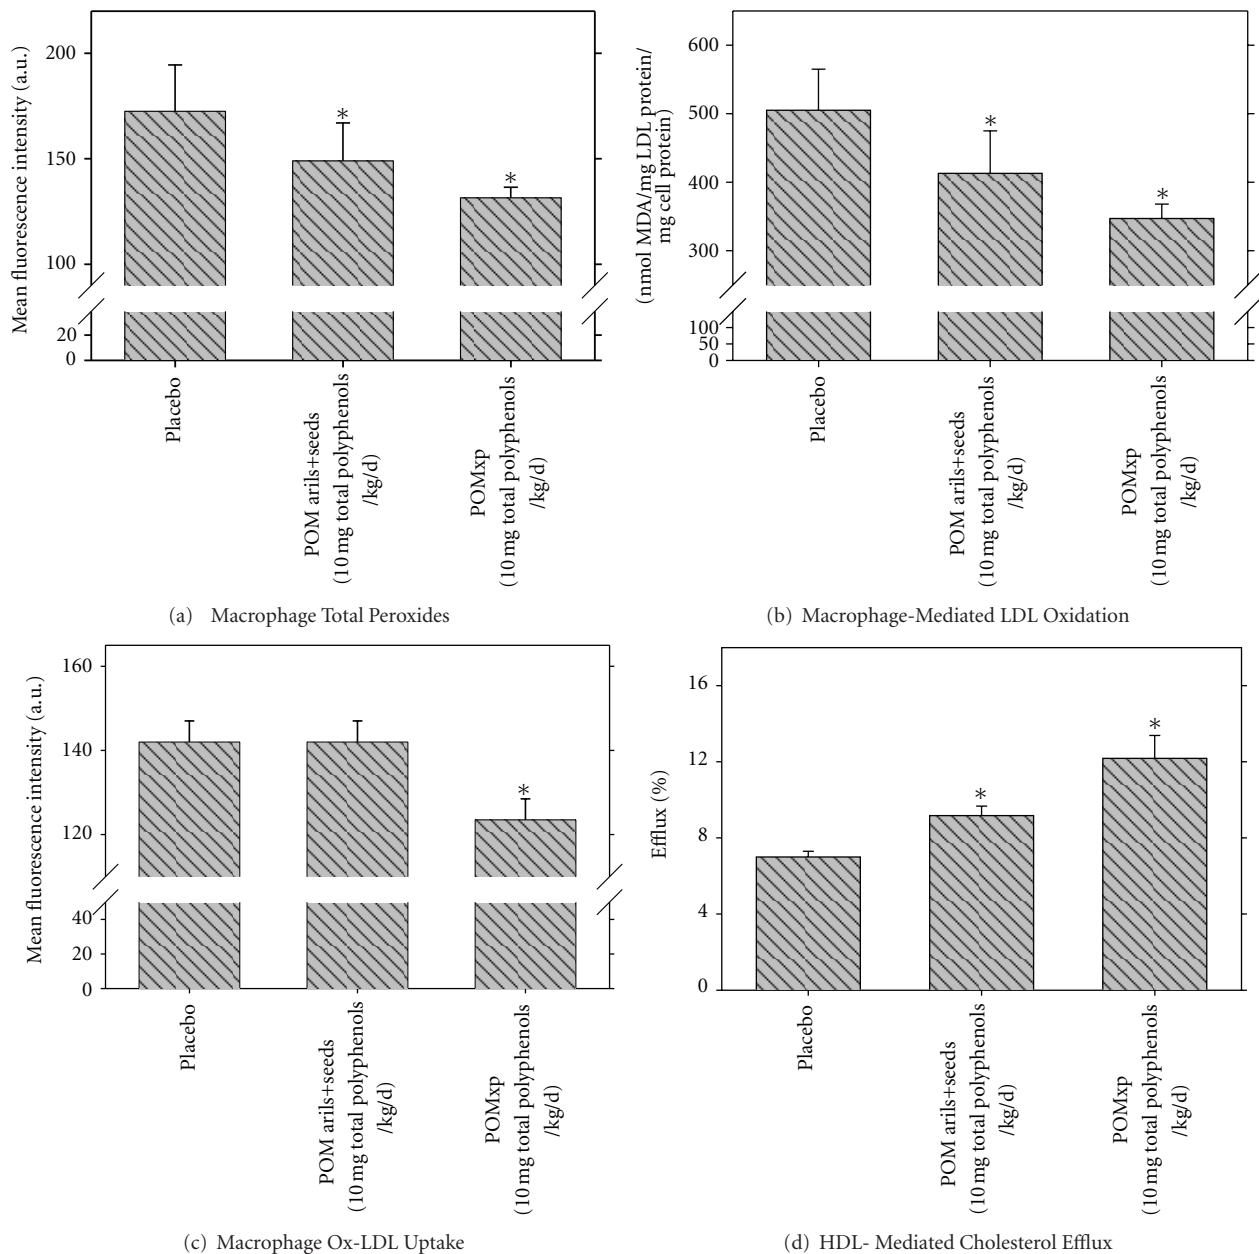 Mean fluorescence intensity (a.u.)
200
150
100
20
0
*
*
Placebo
POM arils+seeds
(10 mg total polyphenols
/kg/d)
POMxp
(10 mg total polyphenols
/kg/d)
(a) Macrophage Total Peroxides
(nmol MDA/mg LDL protein/
mg cell protein)
600
500
400
300
100
50
0
*
*
Placebo
POM arils+seeds
(10 mg total polyphenols
/kg/d)
POMxp
(10 mg total polyphenols
/kg/d)
(b) Macrophage-Mediated LDL Oxidation
Mean fluorescence intensity (a.u.)
160
140
120
40
20
0
*
Placebo
POM arils+seeds
(10 mg total polyphenols
/kg/d)
POMxp
(10 mg total polyphenols
/kg/d)
(c) Macrophage Ox-LDL Uptake
Efflux (%)
16
12
8
4
0
*
*
Placebo
POM arils+seeds
(10 mg total polyphenols
/kg/d)
POMxp
(10 mg total polyphenols
/kg/d)
(d) HDL- Mediated Cholesterol Efflux